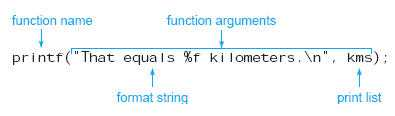 function name function arguments
printf("That equals %f kilometers.\n", kms);
format string print list